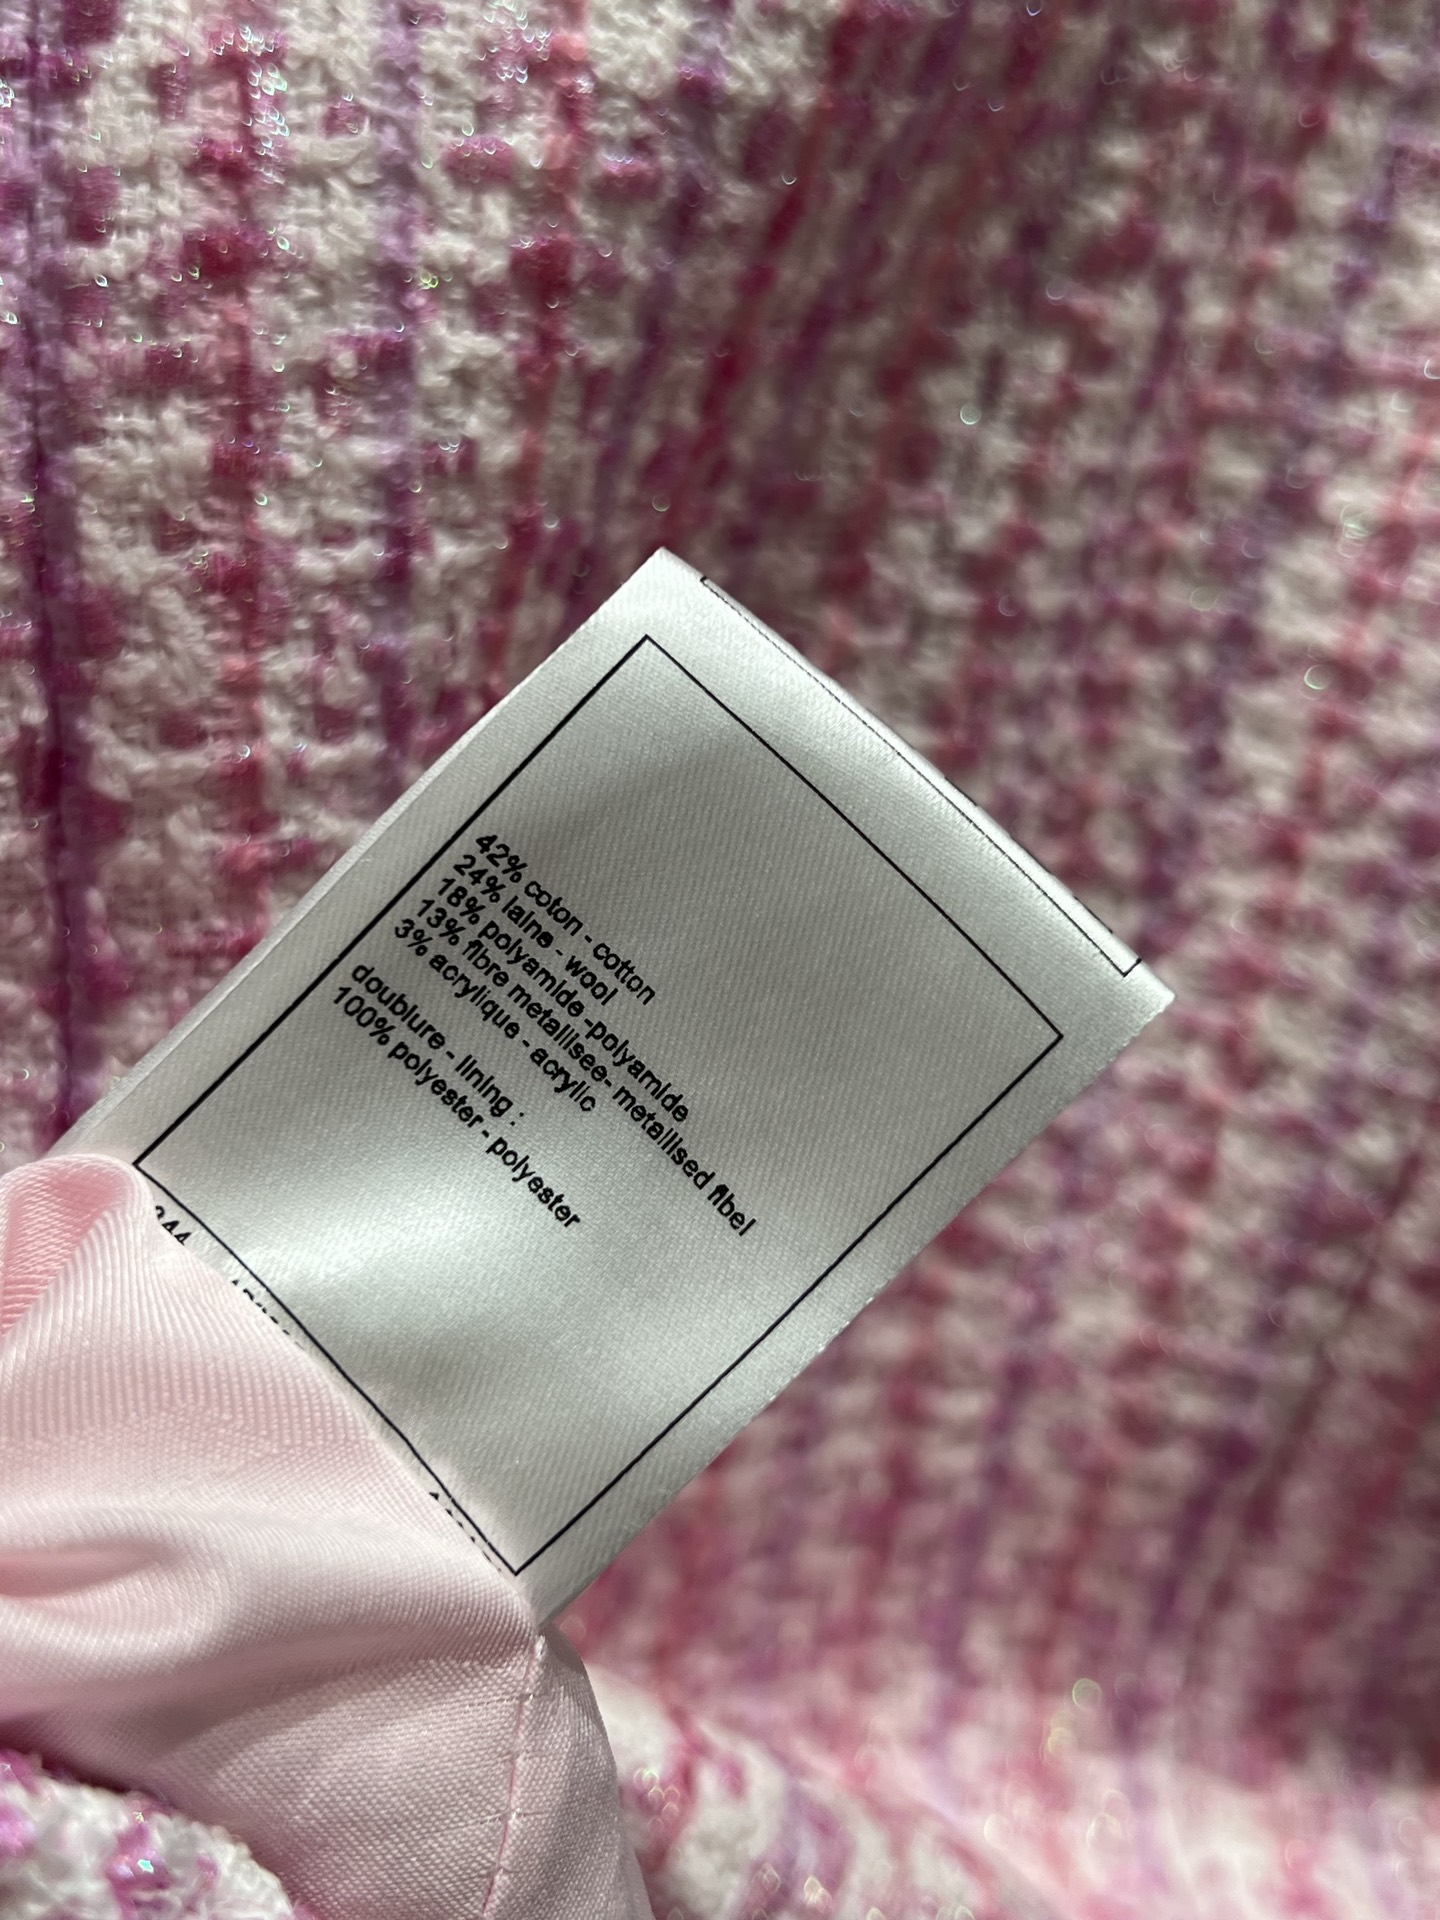 42% coton - cotton
24% laine - wool
18% polyamide -polyamide
13% fibre metallisee- metallised fibel
3% acrylique - acrylic
doublure - lining :
100% polyester - polyester